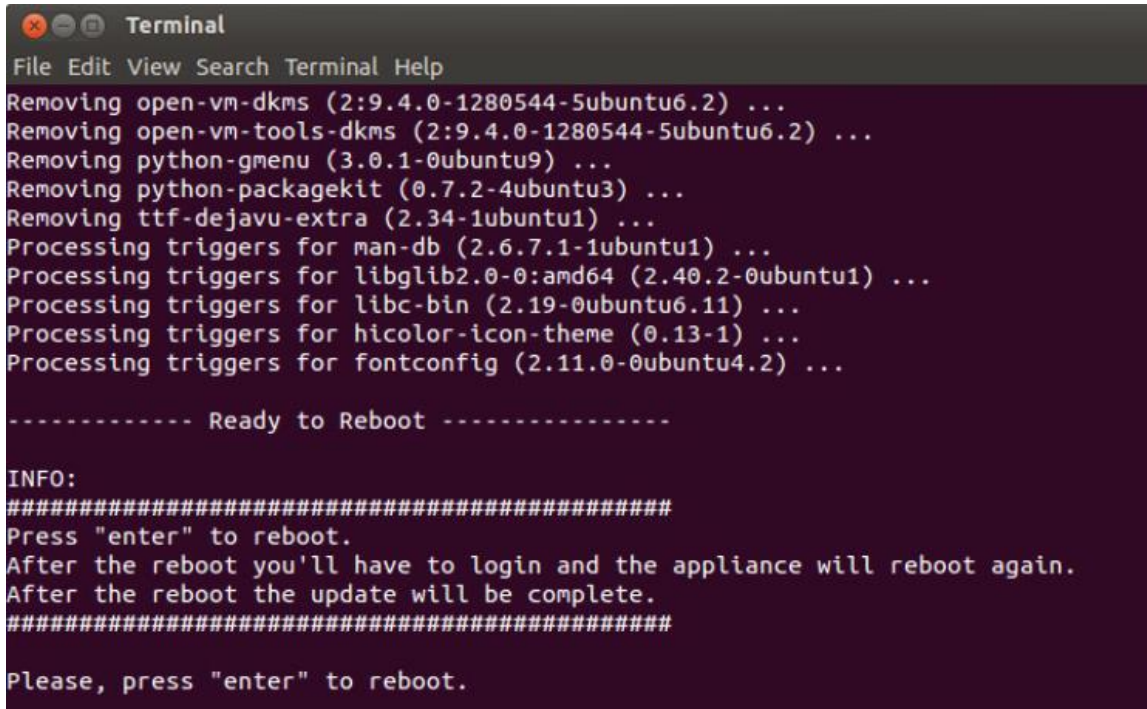 Terminal
File Edit View Search Terminal Help
Removing open-vm-dkms (2:9.4.0-1280544-5ubuntu6.2) ...
Removing open-vm-tools-dkms (2:9.4.0-1280544-5ubuntu6.2) ...
Removing python-gmenu (3.0.1-0ubuntu9) ...
Removing python-packagekit (0.7.2-4ubuntu3) ...
Removing ttf-dejavu-extra (2.34-1ubuntu1) ...
Processing triggers for man-db (2.6.7.1-1ubuntu1) ...
Processing triggers for libglib2.0-0:amd64 (2.40.2-0ubuntu1) ...
Processing triggers for libc-bin (2.19-0ubuntu6.11) ...
Processing triggers for hicolor-icon-theme (0.13-1) ...
Processing triggers for fontconfig (2.11.0-0ubuntu4.2) ...
------------- Ready to Reboot ----------------
INFO:
##############################################
Press "enter" to reboot.
After the reboot you'll have to login and the appliance will reboot again.
After the reboot the update will be complete.
##############################################
Please, press "enter" to reboot.